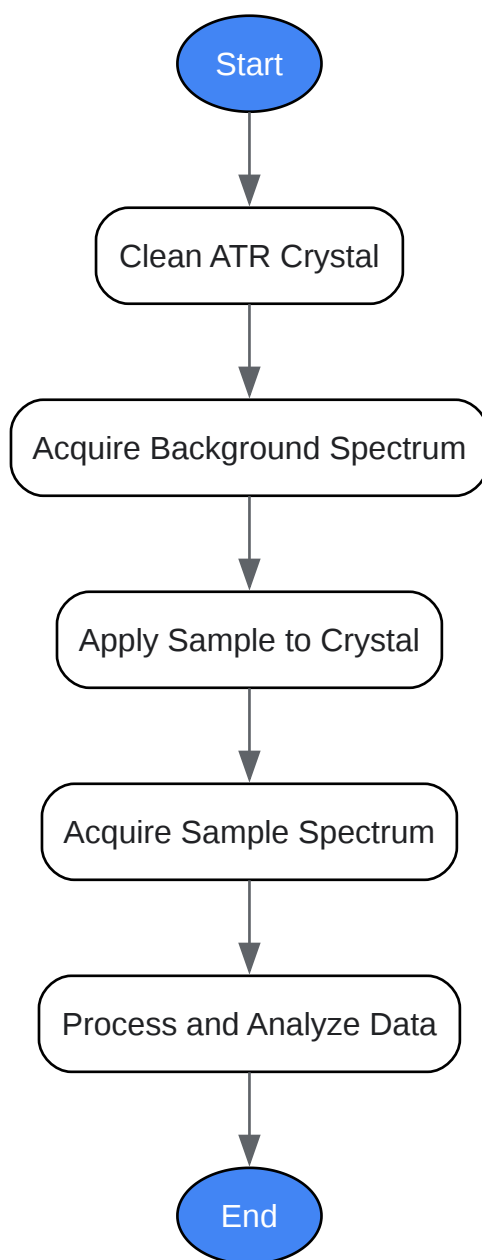 Start
Clean ATR Crystal
Acquire Background Spectrum
Apply Sample to Crystal
Acquire Sample Spectrum
Process and Analyze Data
End